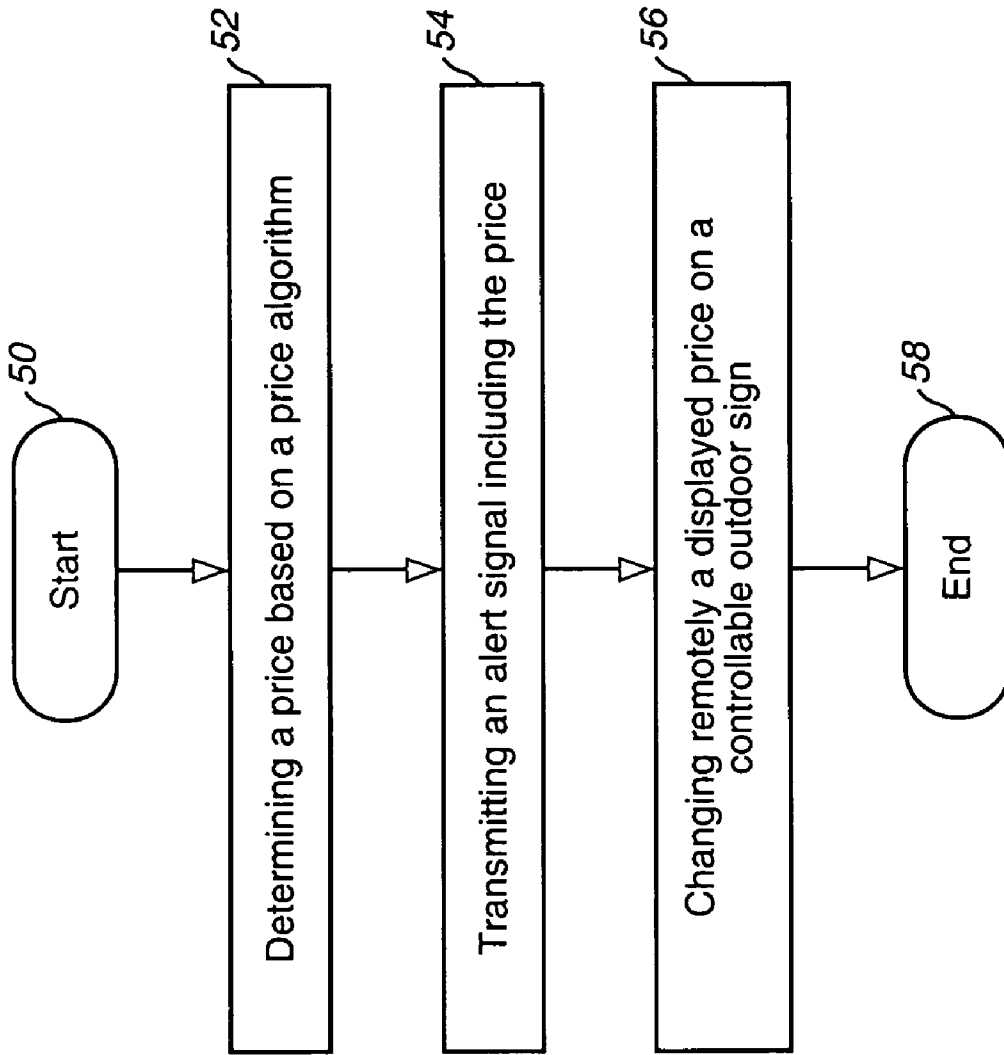 Start
50
Determining a price based on a price algorithm
52
Transmitting an alert signal including the price
54
Changing remotely a displayed price on a
controllable outdoor sign
56
End
58